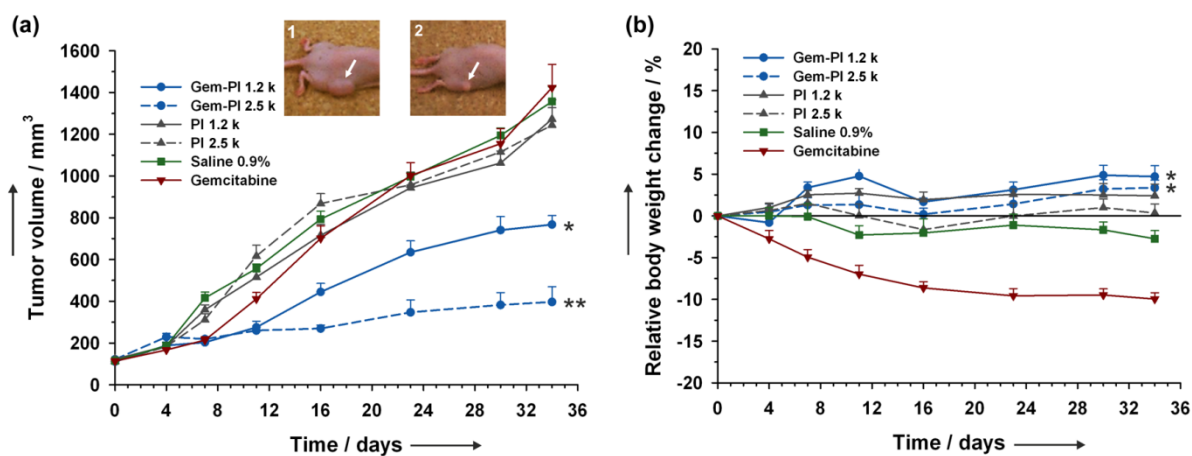 (a)
1
2
1600
1400
1200
1000
800
600
400
200
0
Tumor volume / mm³
Gem-PI 1.2 k
Gem-PI 2.5 k
PI 1.2 k
PI 2.5 k
Saline 0.9%
Gemcitabine
*
**
0 4 8 12 16 20 24 28 32 36
Time / days
(b)
20
15
10
5
0
-5
-10
-15
-20
Relative body weight change / %
Gem-PI 1.2 k
Gem-PI 2.5 k
PI 1.2 k
PI 2.5 k
Saline 0.9%
Gemcitabine
*
*
0 4 8 12 16 20 24 28 32 36
Time / days